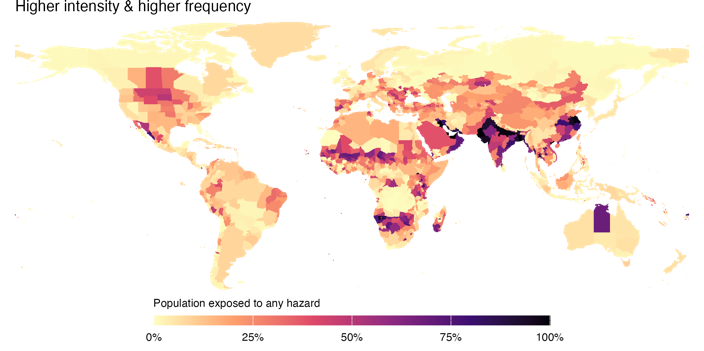 Higher intensity & higher frequency
Population exposed to any hazard
0% 25% 50% 75% 100%